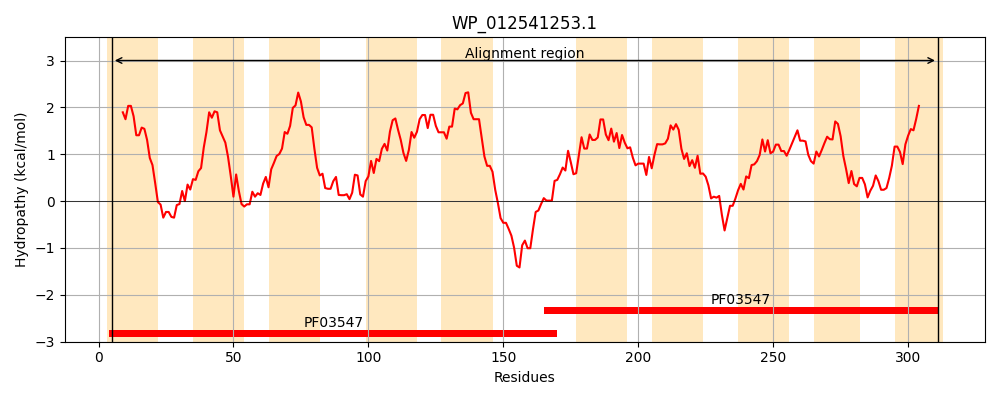 WP_012541253.1
Alignment region
Hydropathy (kcal/mol)
3
2
1
0
−1
−2
−3
PF03547
PF03547
0 50 100 150 200 250 300
Residues